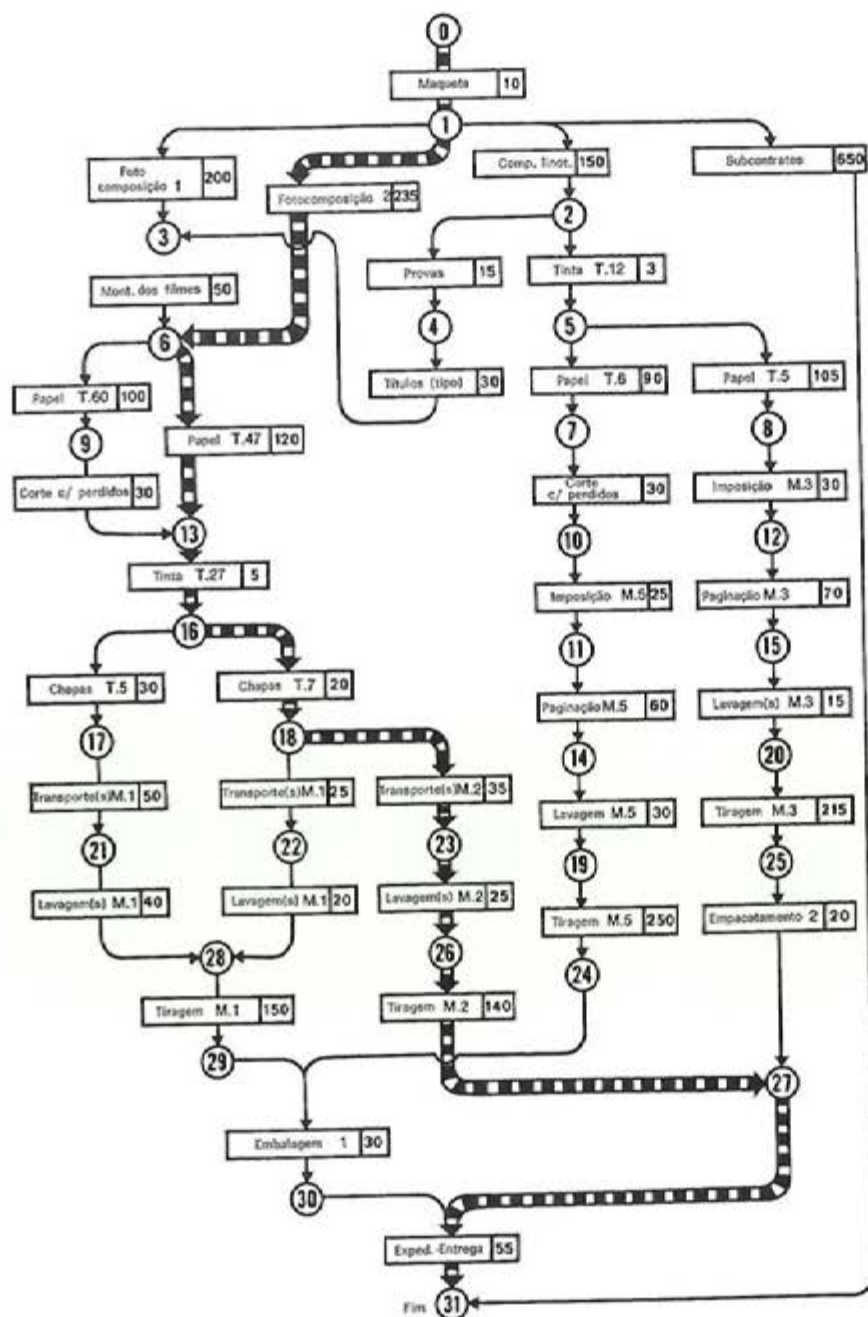 0
Maqueta 10
1
Foto
composição 1 200
Fotocomposição 2 235
Comp. linot. 150
Subcontratos 650
3
2
Mont. dos filmes 50
Provas 15
Tinta T.12 3
6
4
5
Papel T.60 100
Títulos (tipo) 30
Papel T.6 90
Papel T.5 105
9
Papel T.47 120
7
8
Corte c/ perdidos 30
Corte
c/ perdidos 30
Imposição M.3 30
13
10
12
Tinta T.27 5
Imposição M.5 25
Paginação M.3 70
16
11
15
Chapas T.5 30
Chapas T.7 20
Paginação M.5 60
Lavagem(s) M.3 15
17
18
14
20
Transporte(s) M.1 50
Transporte(s) M.1 25
Transporte(s) M.2 35
Lavagem M.5 30
Tiragem M.3 215
21
22
23
19
25
Lavagem(s) M.1 40
Lavagem(s) M.1 20
Lavagem(s) M.2 25
Tiragem M.5 250
Empacotamento 2 20
28
26
24
Tiragem M.1 150
Tiragem M.2 140
29
27
Embalagens 1 30
30
Exped.-Entrega 55
Fim 31